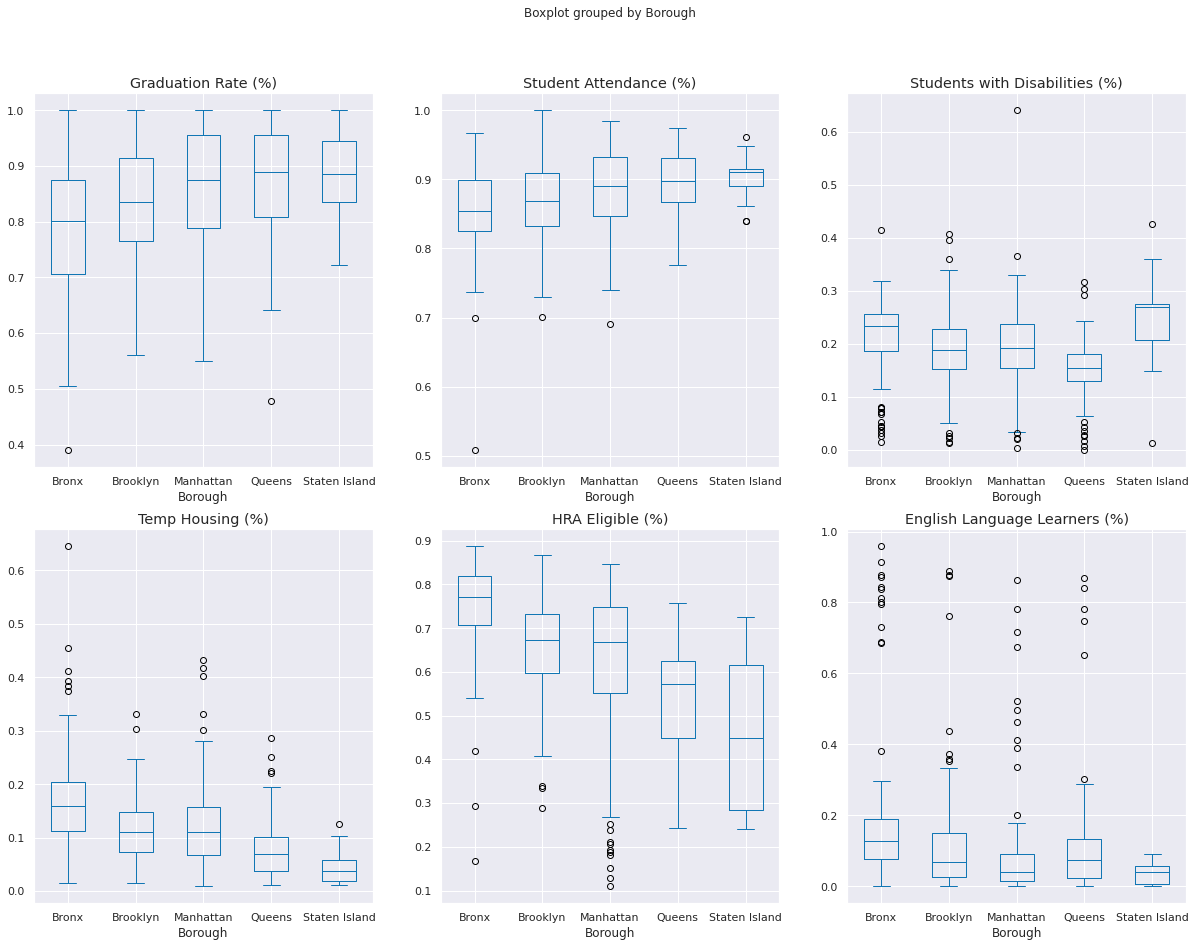 Boxplot grouped by Borough
Graduation Rate (%)
1.0
0.9
0.8
0.7
0.6
0.5
0.4
Bronx Brooklyn Manhattan Queens Staten Island
Borough
Student Attendance (%)
1.0
0.9
0.8
0.7
0.6
0.5
Bronx Brooklyn Manhattan Queens Staten Island
Borough
Students with Disabilities (%)
0.6
0.5
0.4
0.3
0.2
0.1
0.0
Bronx Brooklyn Manhattan Queens Staten Island
Borough
Temp Housing (%)
0.6
0.5
0.4
0.3
0.2
0.1
0.0
Bronx Brooklyn Manhattan Queens Staten Island
Borough
HRA Eligible (%)
0.9
0.8
0.7
0.6
0.5
0.4
0.3
0.2
0.1
Bronx Brooklyn Manhattan Queens Staten Island
Borough
English Language Learners (%)
1.0
0.8
0.6
0.4
0.2
0.0
Bronx Brooklyn Manhattan Queens Staten Island
Borough